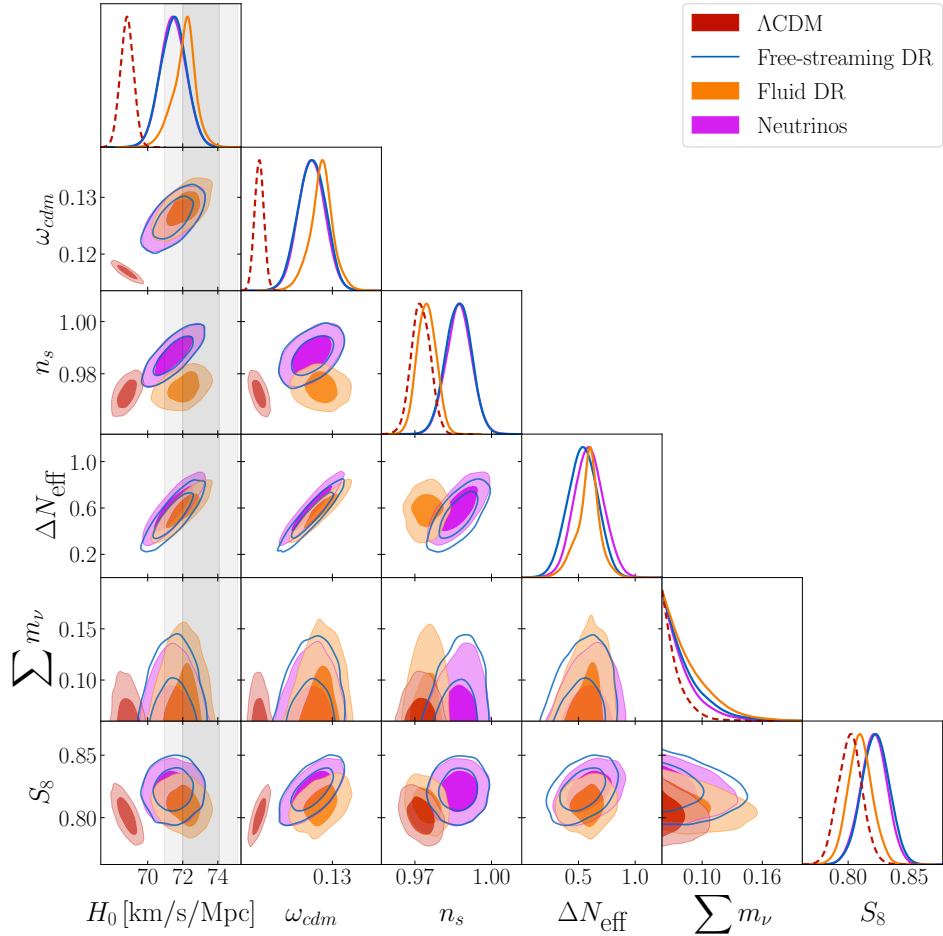 ΛCDM
Free-streaming DR
Fluid DR
Neutrinos
ω_cdm
0.13
0.12
n_s
1.00
0.98
ΔN_eff
1.0
0.6
0.2
∑ m_ν
0.15
0.10
S_8
0.85
0.80
70 72 74
0.13
0.97 1.00
0.5 1.0
0.10 0.16
0.80 0.85
H_0 [km/s/Mpc]
ω_cdm
n_s
ΔN_eff
∑ m_ν
S_8